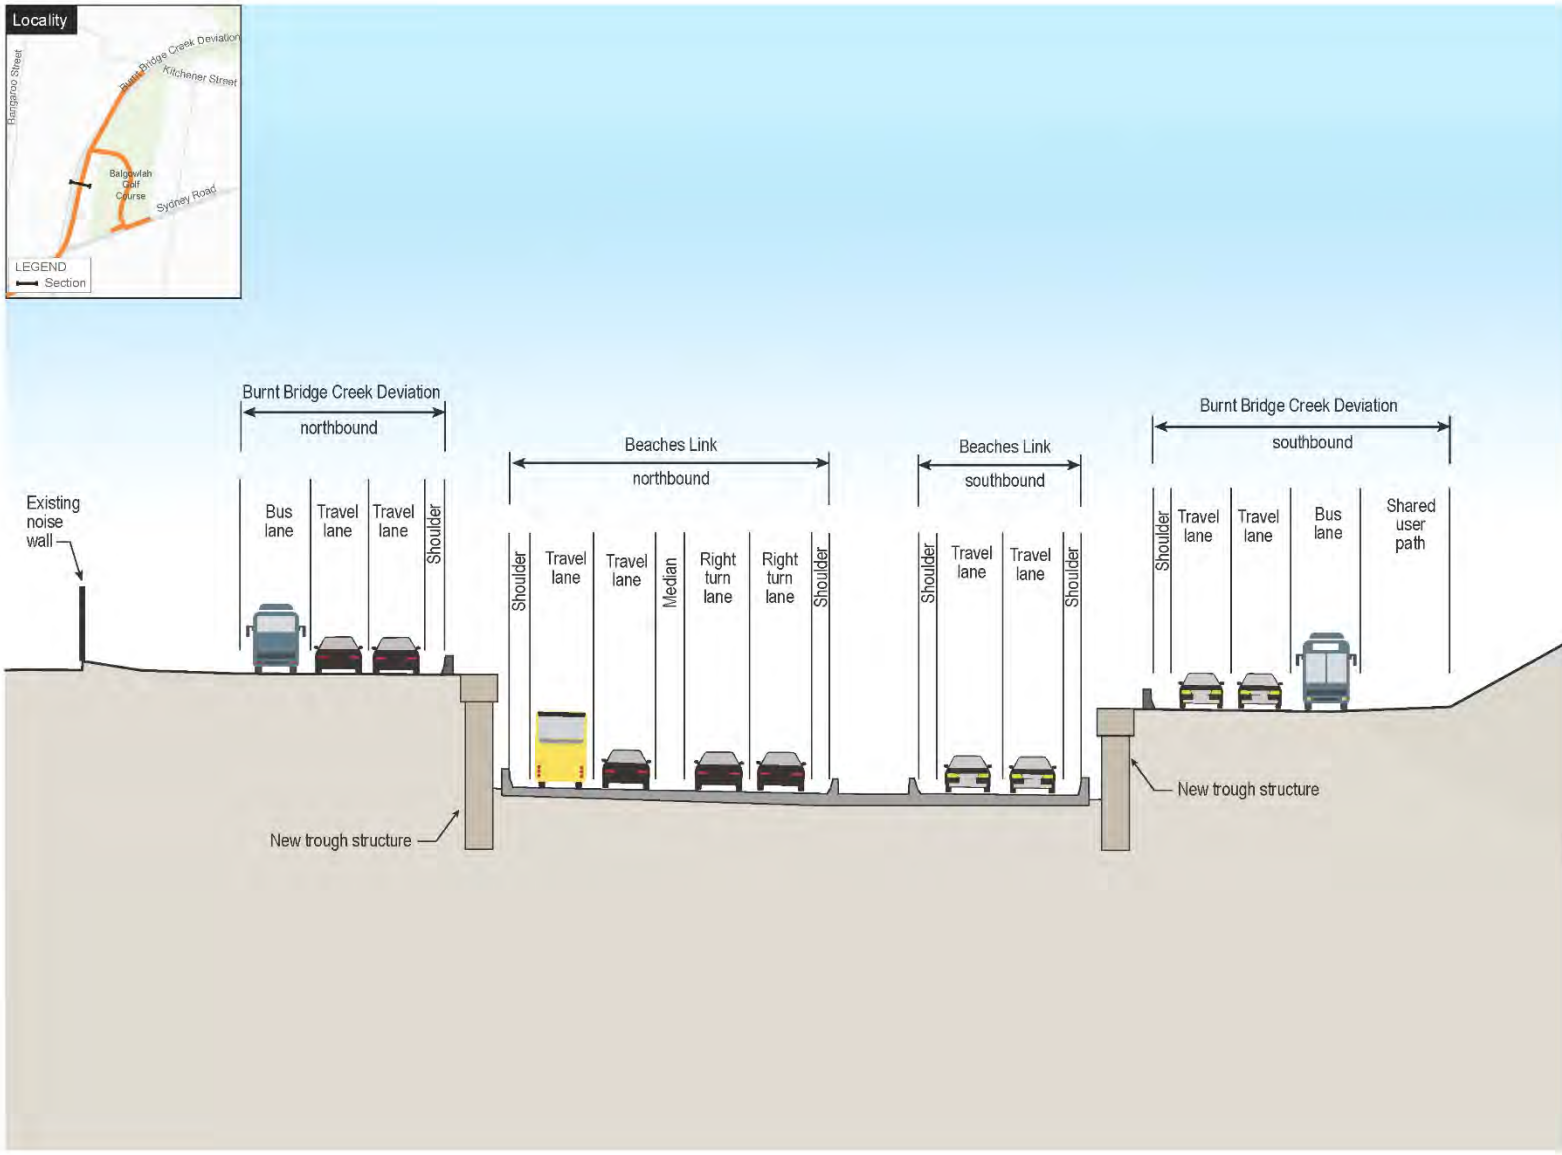 Locality
Burnt Bridge Creek Deviation
Kitchener Street
Bangaroo Street
Balgowlah
Golf
Course
Sydney Road
LEGEND
Section
Burnt Bridge Creek Deviation
northbound
Beaches Link
northbound
Beaches Link
southbound
Burnt Bridge Creek Deviation
southbound
Existing
noise
wall
Bus
lane
Travel
lane
Travel
lane
Shoulder
Shoulder
Travel
lane
Travel
lane
Median
Right
turn
lane
Right
turn
lane
Shoulder
Shoulder
Travel
lane
Travel
lane
Shoulder
Shoulder
Travel
lane
Travel
lane
Bus
lane
Shared
user
path
New trough structure
New trough structure